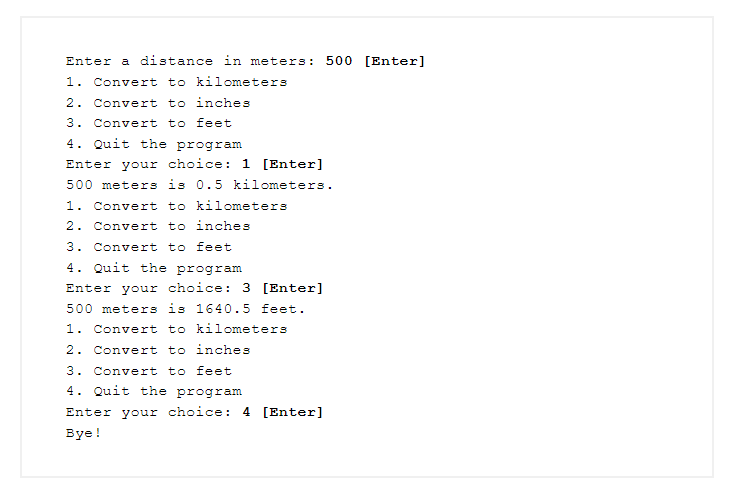 Enter a distance in meters: 500 [Enter]
1. Convert to kilometers
2. Convert to inches
3. Convert to feet
4. Quit the program
Enter your choice: 1 [Enter]
500 meters is 0.5 kilometers.
1. Convert to kilometers
2. Convert to inches
3. Convert to feet
4. Quit the program
Enter your choice: 3 [Enter]
500 meters is 1640.5 feet.
1. Convert to kilometers
2. Convert to inches
3. Convert to feet
4. Quit the program
Enter your choice: 4 [Enter]
Bye!